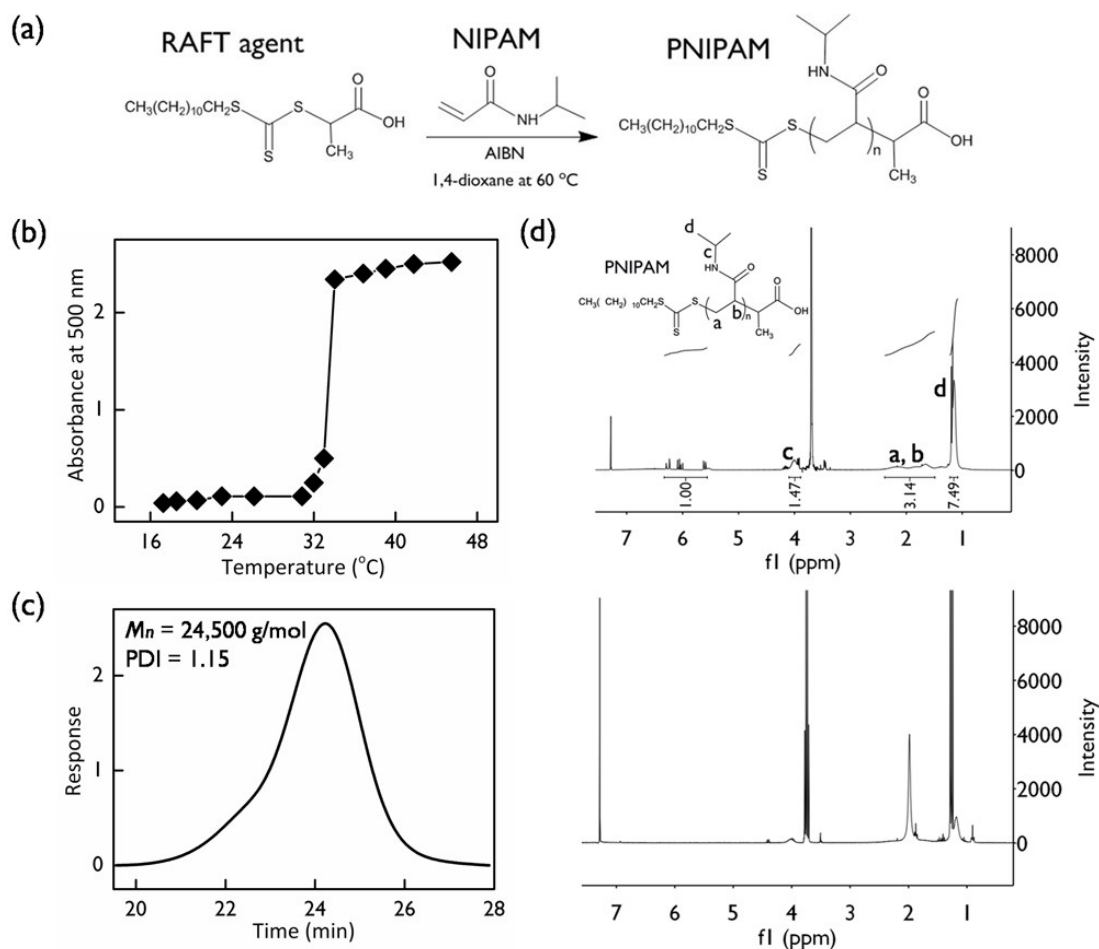 (a)
RAFT agent
NIPAM
PNIPAM
CH₃(CH₂)₁₀CH₂S
S
S
O
OH
CH₃
O
NH
AIBN
1,4-dioxane at 60 °C
CH₃(CH₂)₁₀CH₂S
S
S
HN
O
n
O
OH
CH₃
(b)
Absorbance at 500 nm
2
1
0
16
24
32
40
48
Temperature (°C)
(c)
Mn = 24,500 g/mol
PDI = 1.15
Response
2
1
0
20
22
24
26
28
Time (min)
(d)
PNIPAM
d
c
HN
O
CH₃( CH₂) ₁₀CH₂S
S
S
a
b
n
O
OH
CH₃
c
a, b
d
1.00
1.47
3.14
7.49
8000
6000
4000
2000
0
Intensity
7
6
5
4
3
2
1
f1 (ppm)
8000
6000
4000
2000
0
Intensity
7
6
5
4
3
2
1
f1 (ppm)